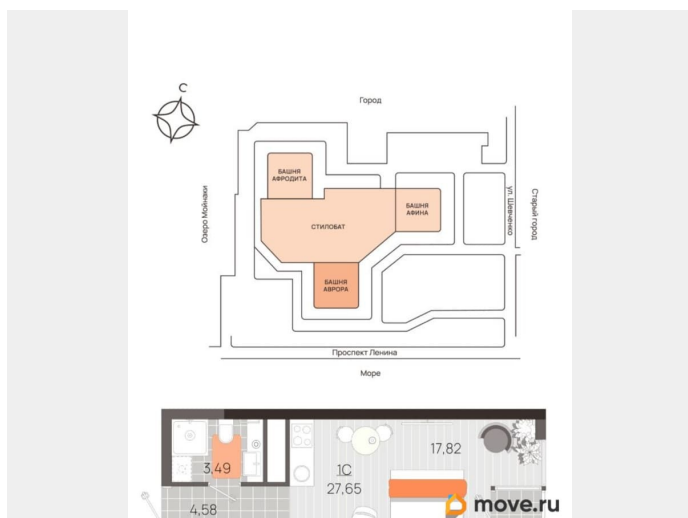 С
Город
БАШНЯ
АФРОДИТА
БАШНЯ
АФИНА
СТИЛОБАТ
БАШНЯ
АВРОРА
Озеро Мойнаки
ул. Шевченко
Старый город
Проспект Ленина
Море
17,82
3,49
1С
27,65
4,58
move.ru